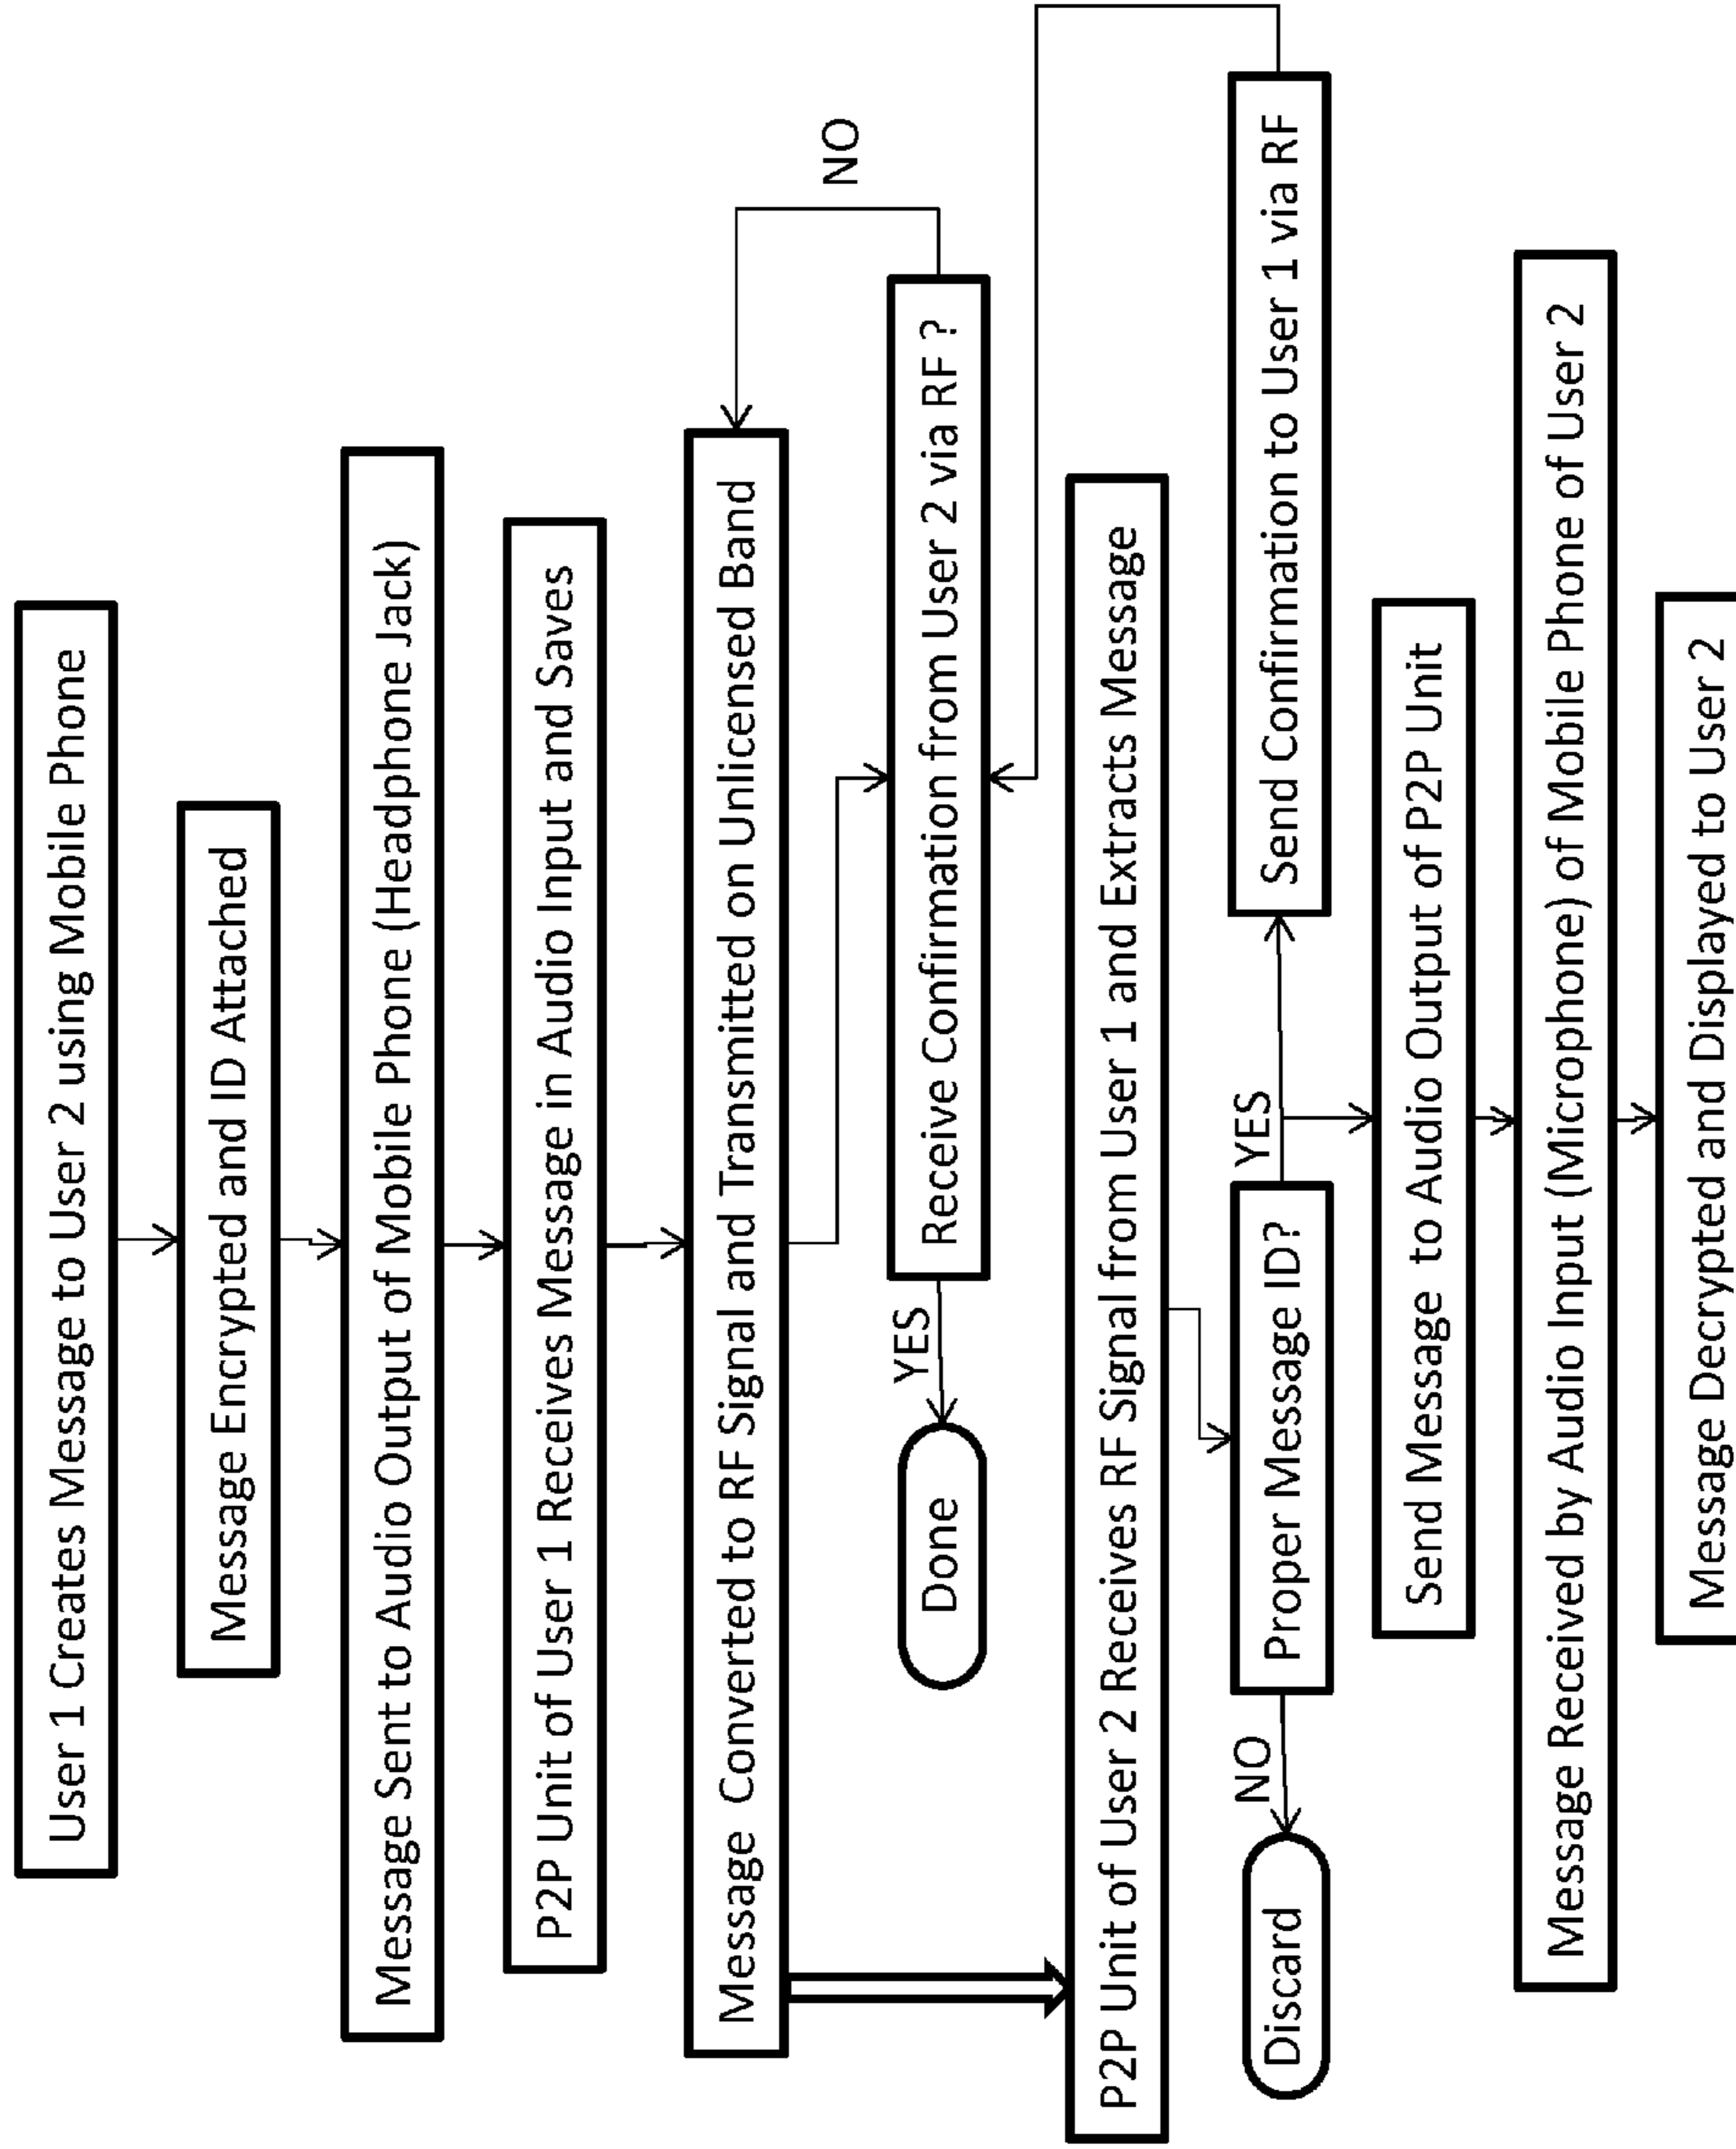 User 1 Creates Message to User 2 using Mobile Phone
Message Encrypted and ID Attached
Message Sent to Audio Output of Mobile Phone (Headphone Jack)
P2P Unit of User 1 Receives Message in Audio Input and Saves
Message Converted to RF Signal and Transmitted on Unlicensed Band
NO
Done
YES
Receive Confirmation from User 2 via RF ?
P2P Unit of User 2 Receives RF Signal from User 1 and Extracts Message
Discard
NO
Proper Message ID?
YES
Send Confirmation to User 1 via RF
Send Message to Audio Output of P2P Unit
Message Received by Audio Input (Microphone) of Mobile Phone of User 2
Message Decrypted and Displayed to User 2